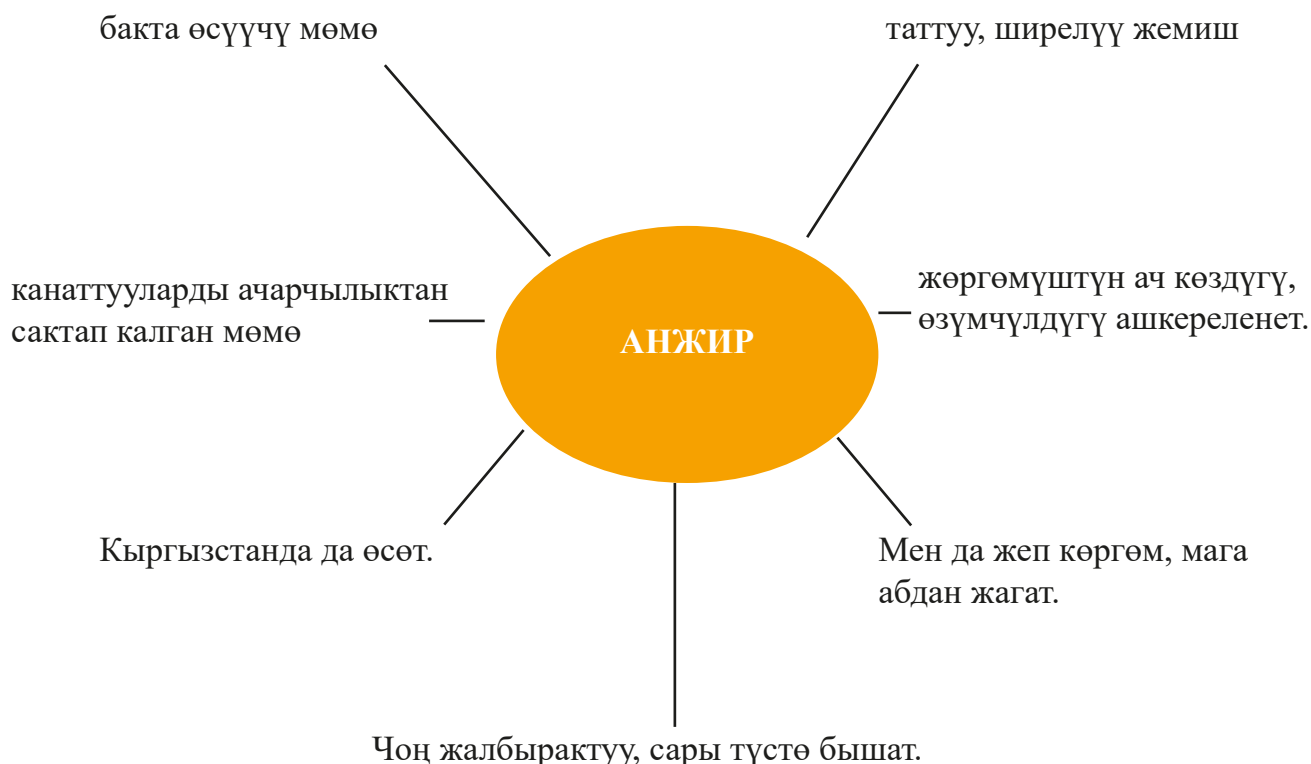 бакта өсүүчү мөмө
таттуу, ширелүү жемиш
канаттууларды ачарчылыктан
сактап калган мөмө
АНЖИР
жөргөмүштүн ач көздүгү,
өзүмчүлдүгү ашкереленет.
Кыргызстанда да өсөт.
Мен да жеп көргөм, мага
абдан жагат.
Чоң жалбырактуу, сары түстө бышат.